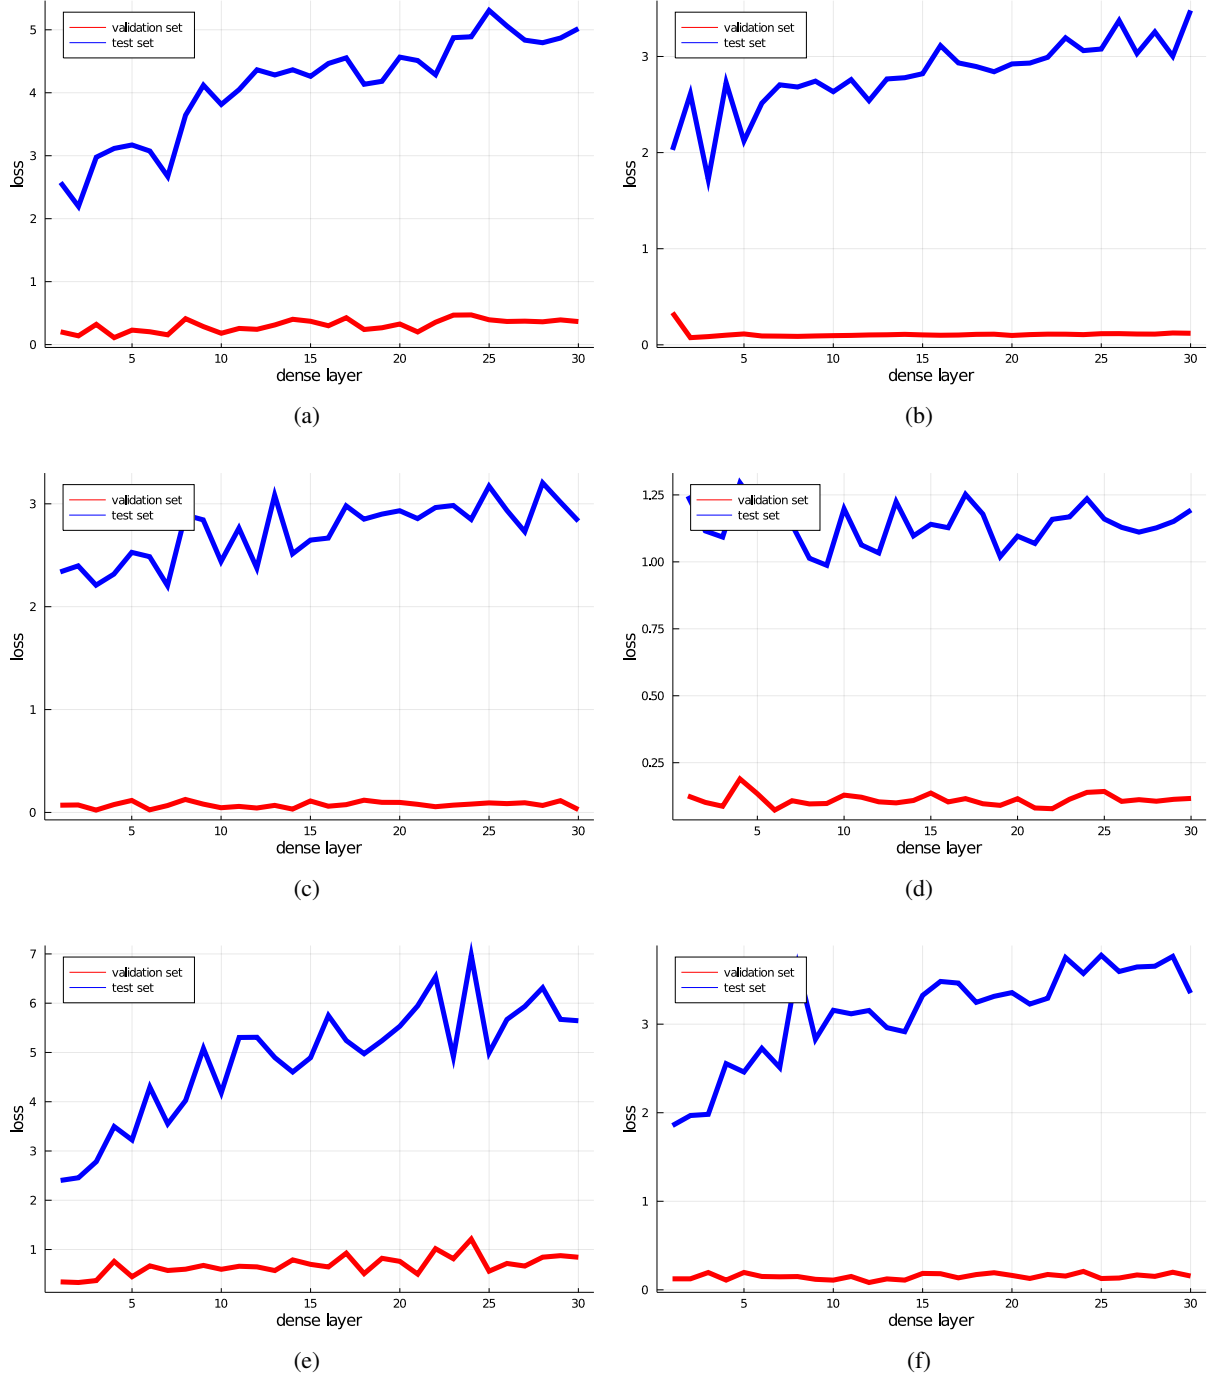 validation set
test set
5
4
3
2
1
0
loss
5 10 15 20 25 30
dense layer
(a)
validation set
test set
3
2
1
0
loss
5 10 15 20 25 30
dense layer
(b)
validation set
test set
3
2
1
0
loss
5 10 15 20 25 30
dense layer
(c)
validation set
test set
1.25
1.00
0.75
0.50
0.25
loss
5 10 15 20 25 30
dense layer
(d)
validation set
test set
7
6
5
4
3
2
1
loss
5 10 15 20 25 30
dense layer
(e)
validation set
test set
3
2
1
0
loss
5 10 15 20 25 30
dense layer
(f)